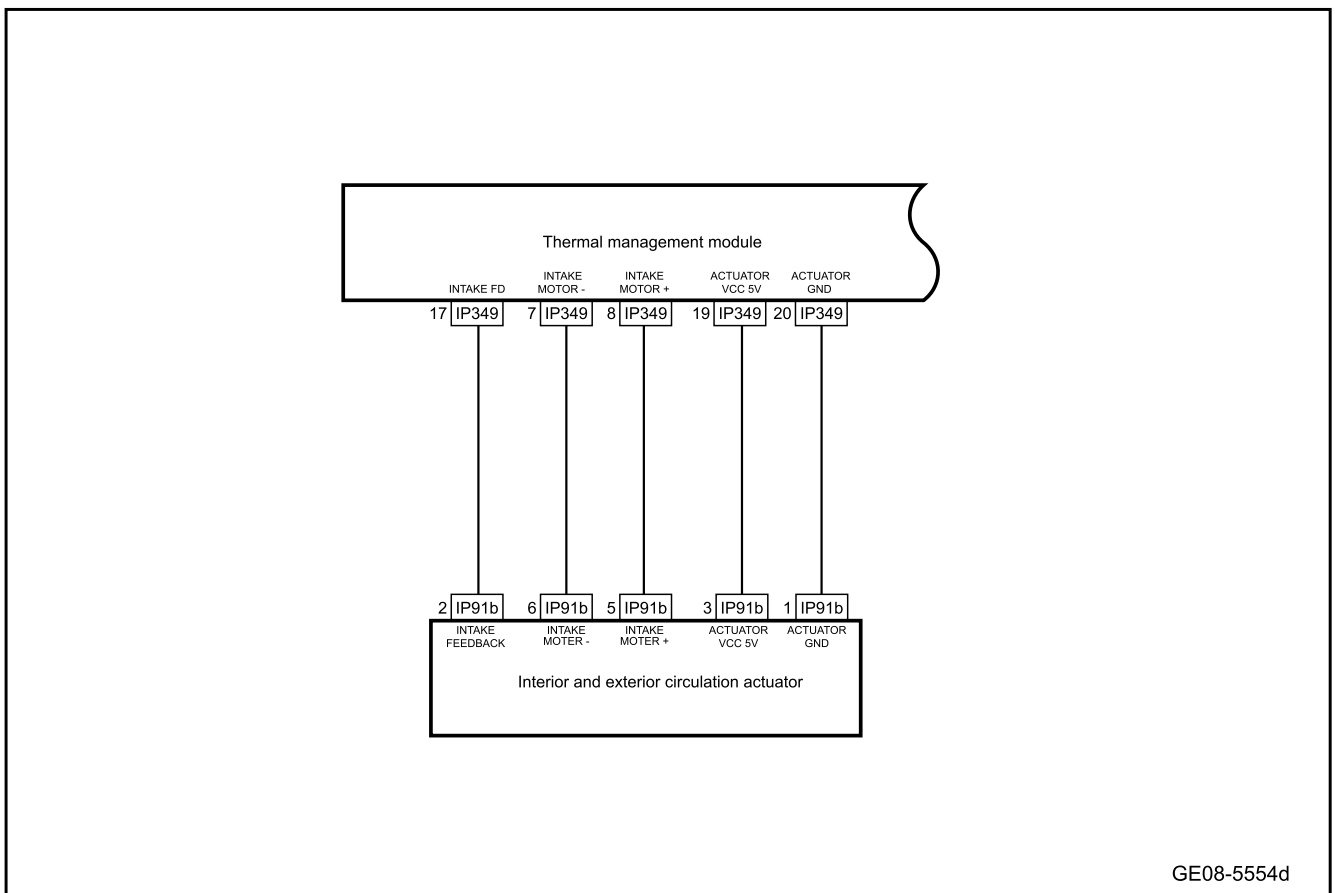 Thermal management module
INTAKE FD
INTAKE
MOTOR -
INTAKE
MOTOR +
ACTUATOR
VCC 5V
ACTUATOR
GND
17 IP349
7 IP349
8 IP349
19 IP349
20 IP349
2 IP91b
6 IP91b
5 IP91b
3 IP91b
1 IP91b
INTAKE
FEEDBACK
INTAKE
MOTER -
INTAKE
MOTER +
ACTUATOR
VCC 5V
ACTUATOR
GND
Interior and exterior circulation actuator
GE08-5554d